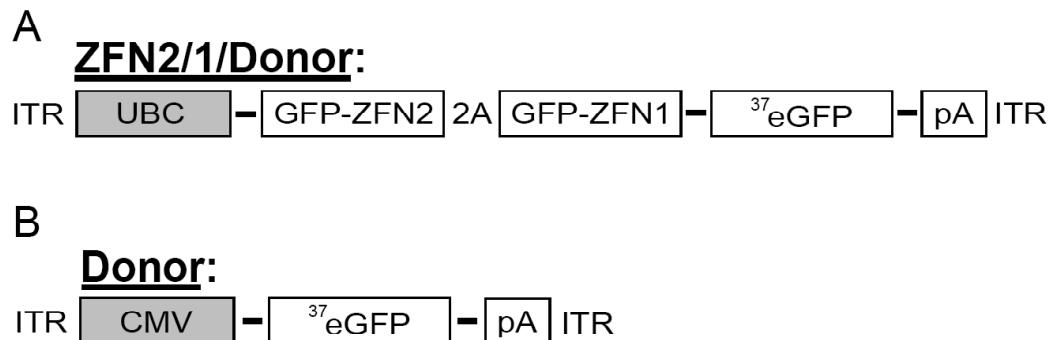 A
ZFN2/1/Donor:
ITR UBC GFP-ZFN2 2A GFP-ZFN1 ³⁷eGFP pA ITR
B
Donor:
ITR CMV ³⁷eGFP pA ITR